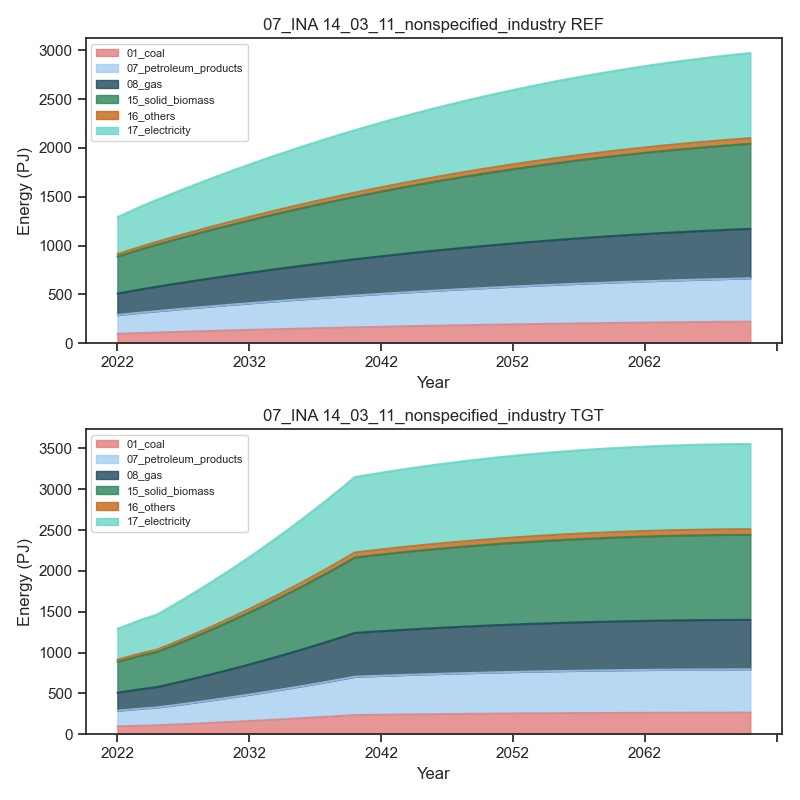 07_INA 14_03_11_nonspecified_industry REF
3000
2500
2000
1500
1000
500
0
Energy (PJ)
01_coal
07_petroleum_products
08_gas
15_solid_biomass
16_others
17_electricity
2022 2032 2042 2052 2062
Year
07_INA 14_03_11_nonspecified_industry TGT
3500
3000
2500
2000
1500
1000
500
0
Energy (PJ)
01_coal
07_petroleum_products
08_gas
15_solid_biomass
16_others
17_electricity
2022 2032 2042 2052 2062
Year